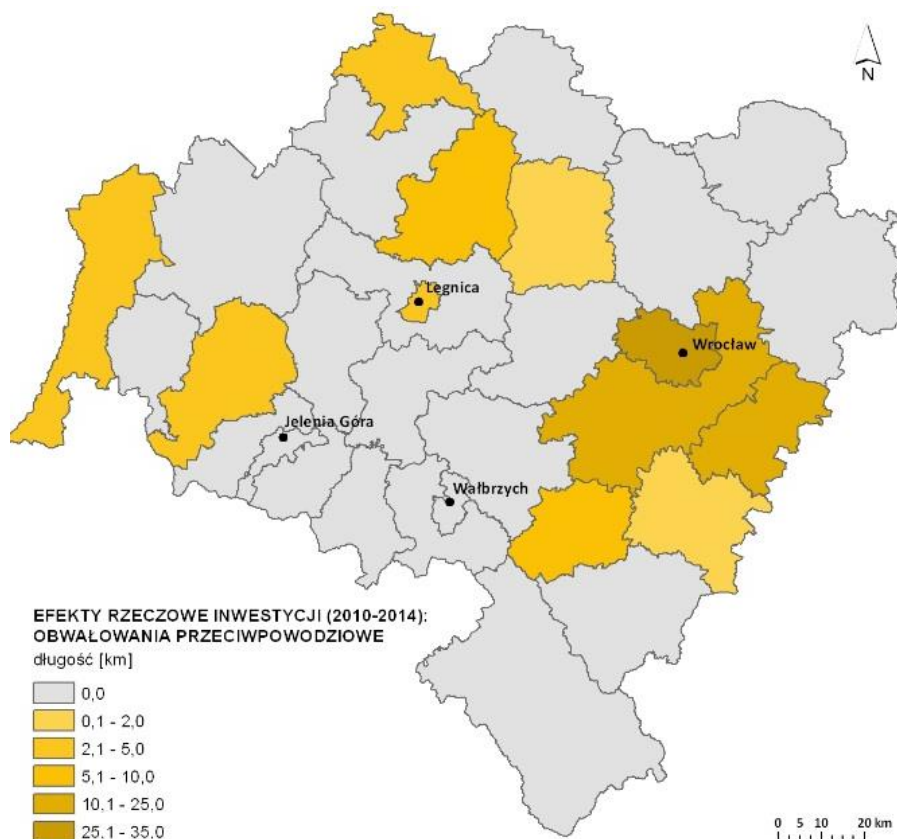 N
Legnica
Wrocław
Jelenia Góra
Wałbrzych
EFEKTY RZECZOWE INWESTYCJI (2010-2014):
OBWAŁOWANIA PRZECIWPOWODZIOWE
długość [km]
0,0
0,1 - 2,0
2,1 - 5,0
5,1 - 10,0
10,1 - 25,0
25,1 - 35,0
0 5 10 20 km